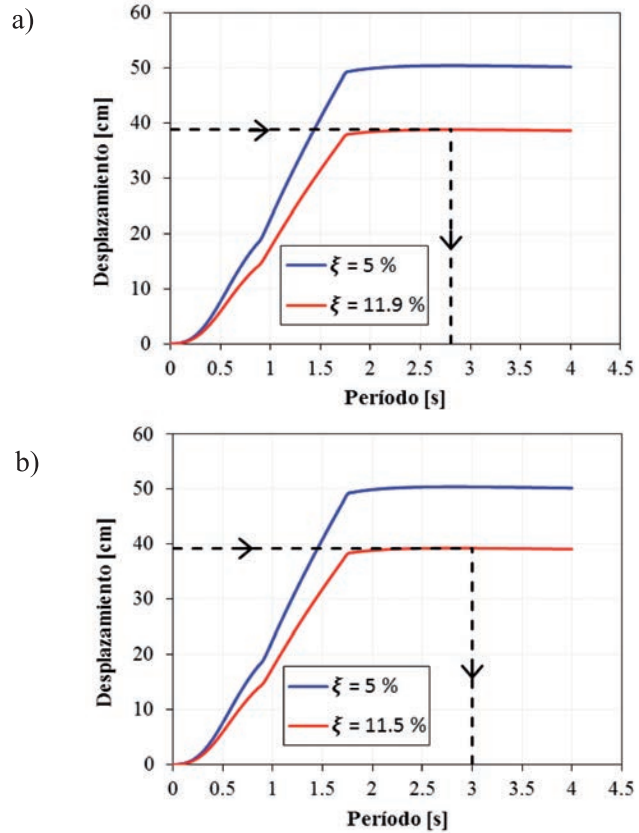 a)
60
50
40
30
20
10
0
Desplazamiento [cm]
ξ = 5 %
ξ = 11.9 %
0 0.5 1 1.5 2 2.5 3 3.5 4 4.5
Período [s]
b)
60
50
40
30
20
10
0
Desplazamiento [cm]
ξ = 5 %
ξ = 11.5 %
0 0.5 1 1.5 2 2.5 3 3.5 4 4.5
Período [s]